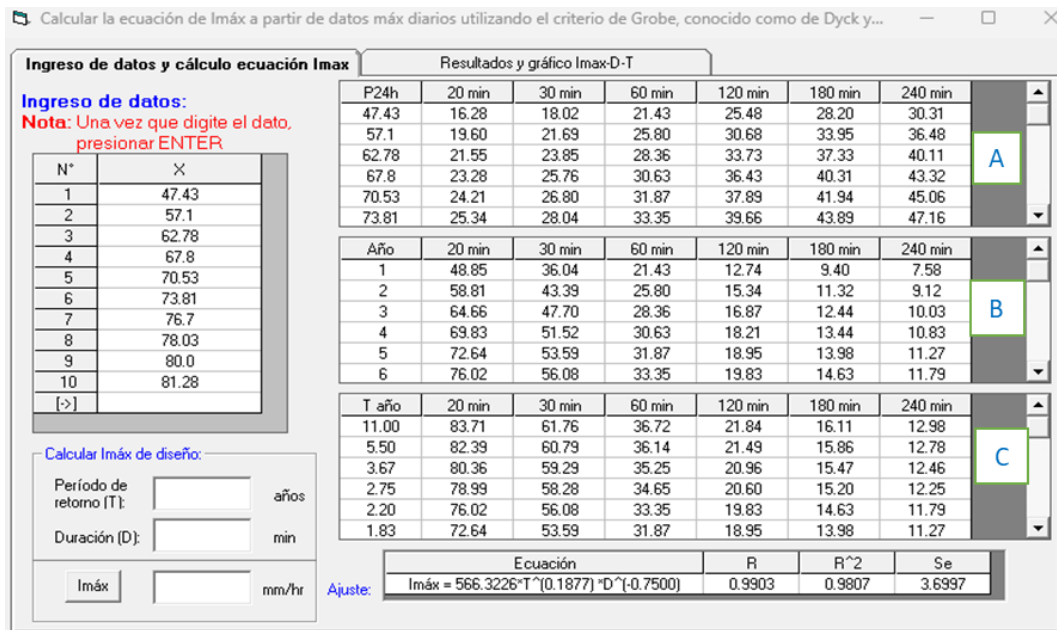 Calcular la ecuación de Imáx a partir de datos máx diarios utilizando el criterio de Grobe, conocido como de Dyck y...
Ingreso de datos y cálculo ecuación Imax
Resultados y gráfico Imax-D-T
Ingreso de datos:
Nota: Una vez que digite el dato,
presionar ENTER
N° X
1 47.43
2 57.1
3 62.78
4 67.8
5 70.53
6 73.81
7 76.7
8 78.03
9 80.0
10 81.28
[->]
Calcular Imáx de diseño:
Período de
retorno (T): años
Duración (D): min
Imáx mm/hr
P24h 20 min 30 min 60 min 120 min 180 min 240 min
47.43 16.28 18.02 21.43 25.48 28.20 30.31
57.1 19.60 21.69 25.80 30.68 33.95 36.48
62.78 21.55 23.85 28.36 33.73 37.33 40.11
67.8 23.28 25.76 30.63 36.43 40.31 43.32
70.53 24.21 26.80 31.87 37.89 41.94 45.06
73.81 25.34 28.04 33.35 39.66 43.89 47.16
A
Año 20 min 30 min 60 min 120 min 180 min 240 min
1 48.85 36.04 21.43 12.74 9.40 7.58
2 58.81 43.39 25.80 15.34 11.32 9.12
3 64.66 47.70 28.36 16.87 12.44 10.03
4 69.83 51.52 30.63 18.21 13.44 10.83
5 72.64 53.59 31.87 18.95 13.98 11.27
6 76.02 56.08 33.35 19.83 14.63 11.79
B
T año 20 min 30 min 60 min 120 min 180 min 240 min
11.00 83.71 61.76 36.72 21.84 16.11 12.98
5.50 82.39 60.79 36.14 21.49 15.86 12.78
3.67 80.36 59.29 35.25 20.96 15.47 12.46
2.75 78.99 58.28 34.65 20.60 15.20 12.25
2.20 76.02 56.08 33.35 19.83 14.63 11.79
1.83 72.64 53.59 31.87 18.95 13.98 11.27
C
Ecuación R R^2 Se
Ajuste: Imáx = 566.3226*T^(0.1877) *D^(-0.7500) 0.9903 0.9807 3.6997